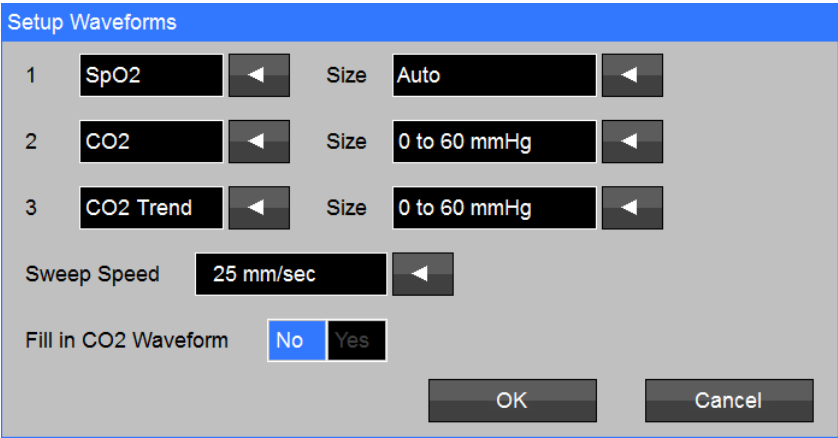 Setup Waveforms
1 SpO2 Size Auto
2 CO2 Size 0 to 60 mmHg
3 CO2 Trend Size 0 to 60 mmHg
Sweep Speed 25 mm/sec
Fill in CO2 Waveform No Yes
OK Cancel